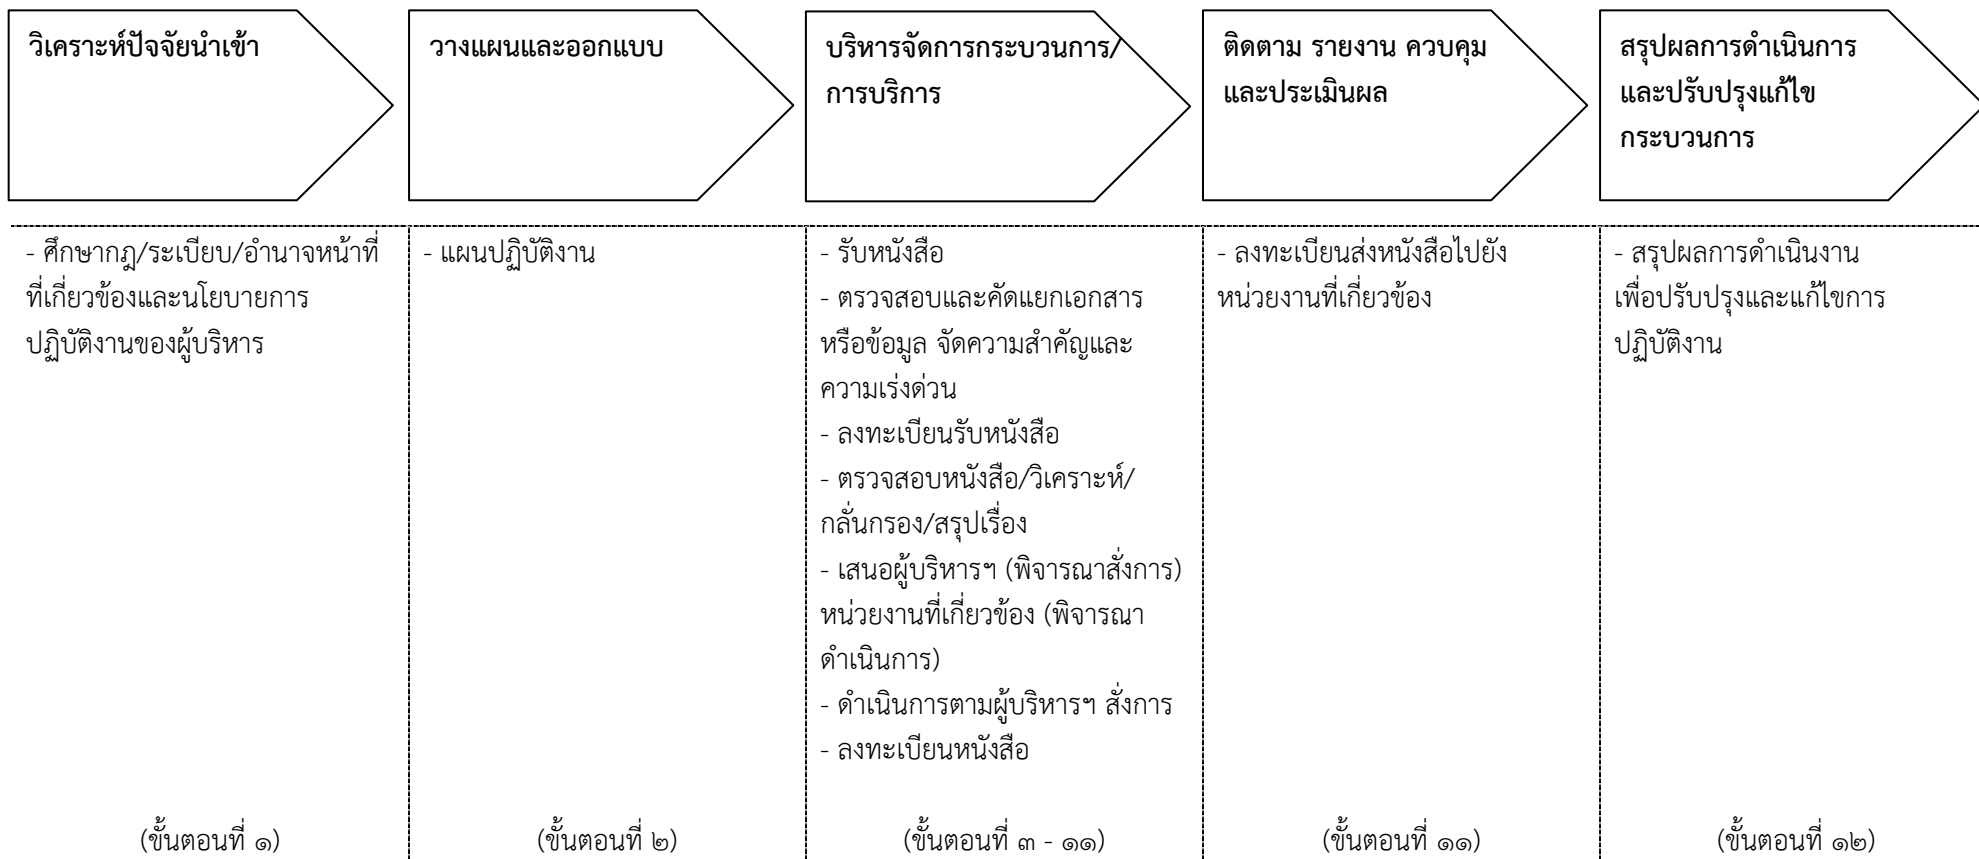 วิเคราะห์ปัจจัยนำเข้า
วางแผนและออกแบบ
บริหารจัดการกระบวนการ/
การบริการ
ติดตาม รายงาน ควบคุม
และประเมินผล
สรุปผลการดำเนินการ
และปรับปรุงแก้ไข
กระบวนการ
- ศึกษากฎ/ระเบียบ/อำนาจหน้าที่
ที่เกี่ยวข้องและนโยบายการ
ปฏิบัติงานของผู้บริหาร
(ขั้นตอนที่ ๑)
- แผนปฏิบัติงาน
(ขั้นตอนที่ ๒)
- รับหนังสือ
- ตรวจสอบและคัดแยกเอกสาร
หรือข้อมูล จัดความสำคัญและ
ความเร่งด่วน
- ลงทะเบียนรับหนังสือ
- ตรวจสอบหนังสือ/วิเคราะห์/
กลั่นกรอง/สรุปเรื่อง
- เสนอผู้บริหารฯ (พิจารณาสั่งการ)
หน่วยงานที่เกี่ยวข้อง (พิจารณา
ดำเนินการ)
- ดำเนินการตามผู้บริหารฯ สั่งการ
- ลงทะเบียนหนังสือ
(ขั้นตอนที่ ๓ - ๑๑)
- ลงทะเบียนส่งหนังสือไปยัง
หน่วยงานที่เกี่ยวข้อง
(ขั้นตอนที่ ๑๑)
- สรุปผลการดำเนินงาน
เพื่อปรับปรุงและแก้ไขการ
ปฏิบัติงาน
(ขั้นตอนที่ ๑๒)